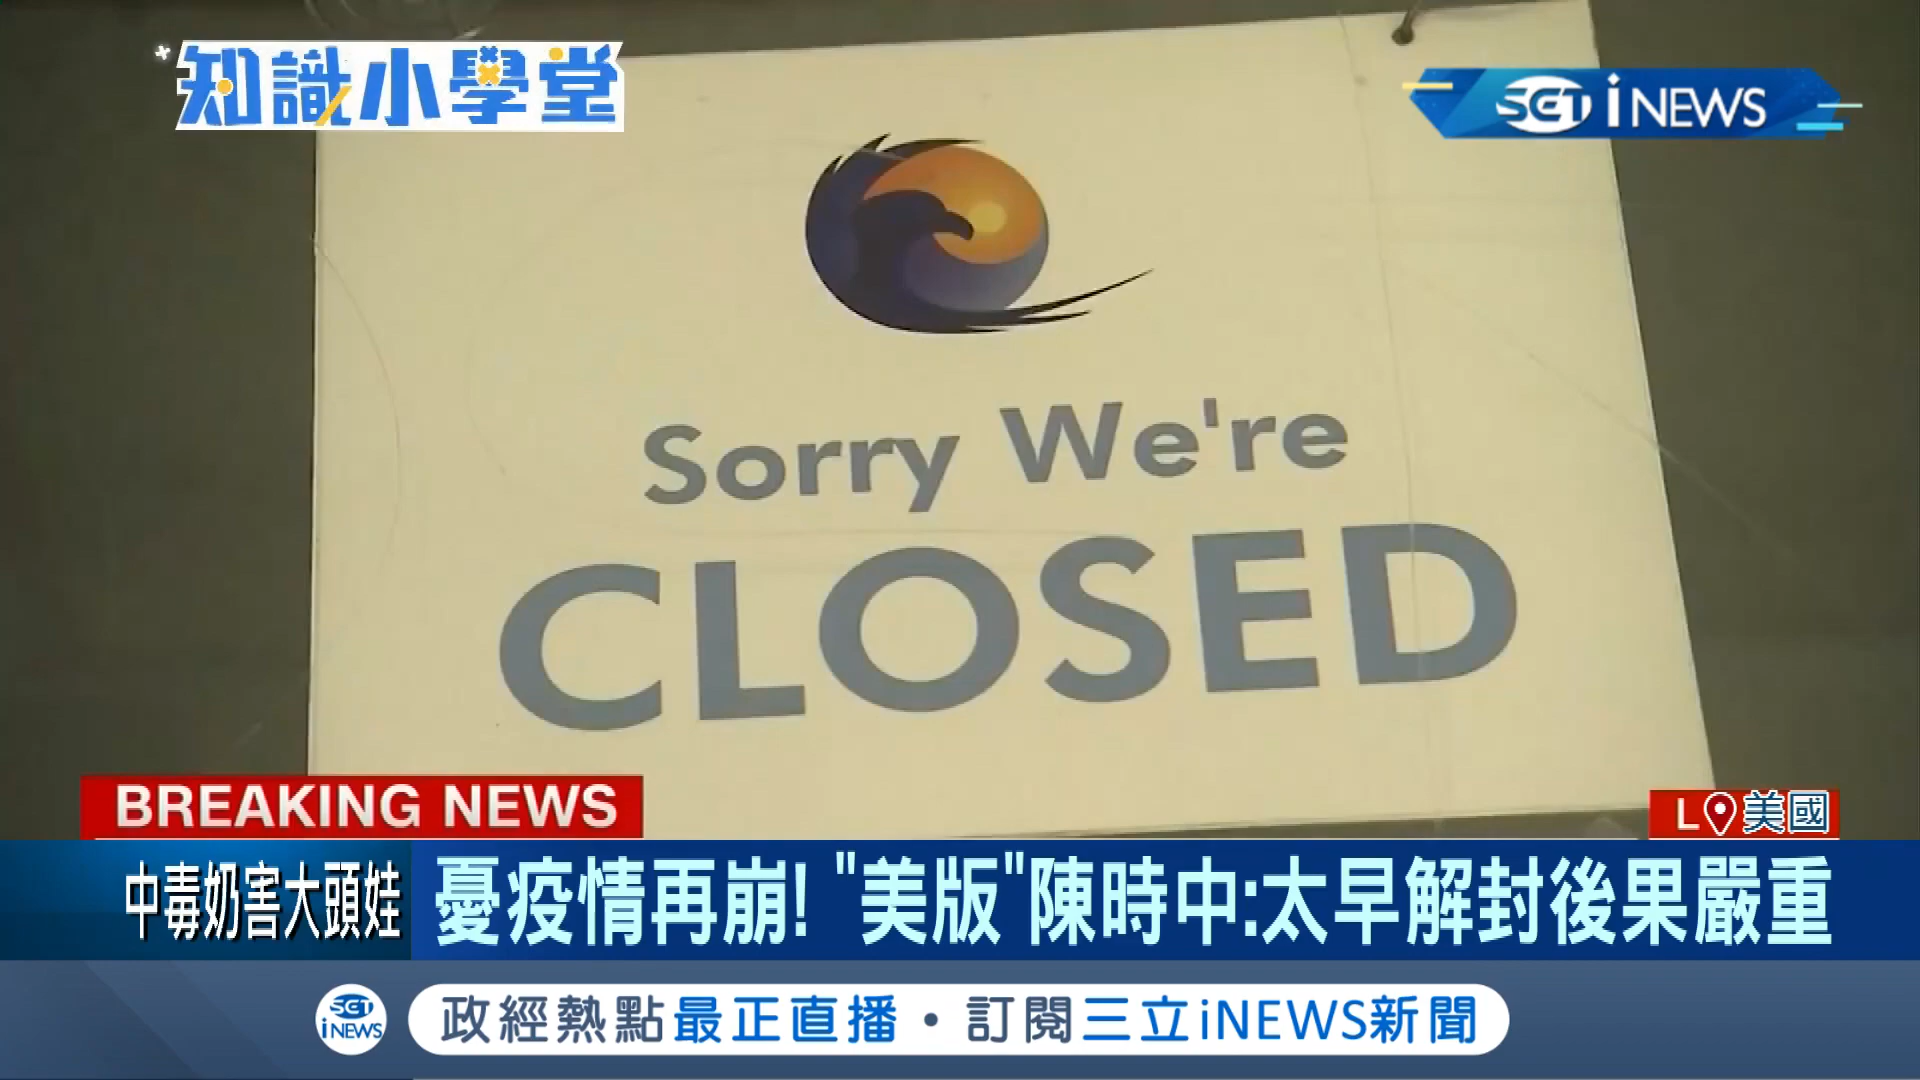 知識小學堂
SET iNEWS
Sorry We're
CLOSED
BREAKING NEWS
L 美國
中毒奶害大頭娃
憂疫情再崩! "美版"陳時中:太早解封後果嚴重
SET iNEWS
政經熱點最正直播・訂閱三立iNEWS新聞